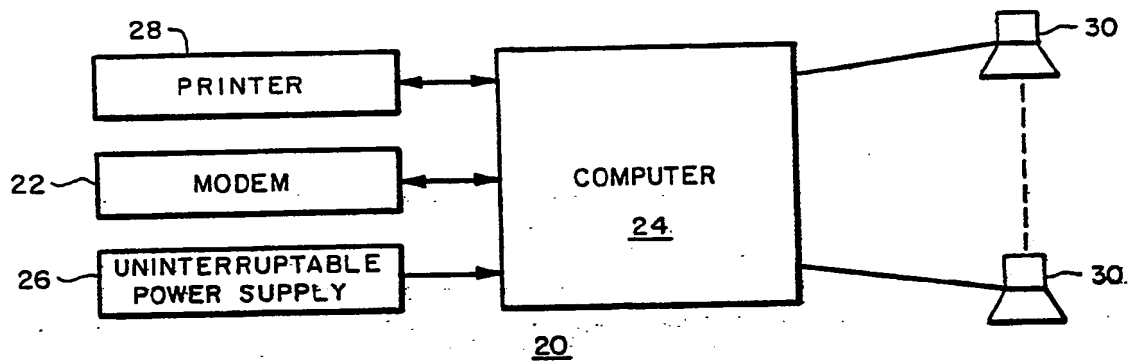 28
PRINTER
30
22
MODEM
COMPUTER
24
26
UNINTERRUPTABLE
POWER SUPPLY
30
20